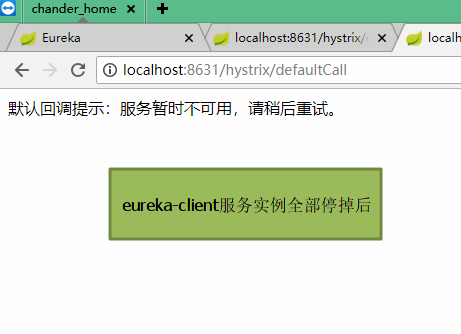 chander_home
Eureka
localhost:8631/hystrix/
localh
localhost:8631/hystrix/defaultCall
默认回调提示：服务暂时不可用，请稍后重试。
eureka-client服务实例全部停掉后